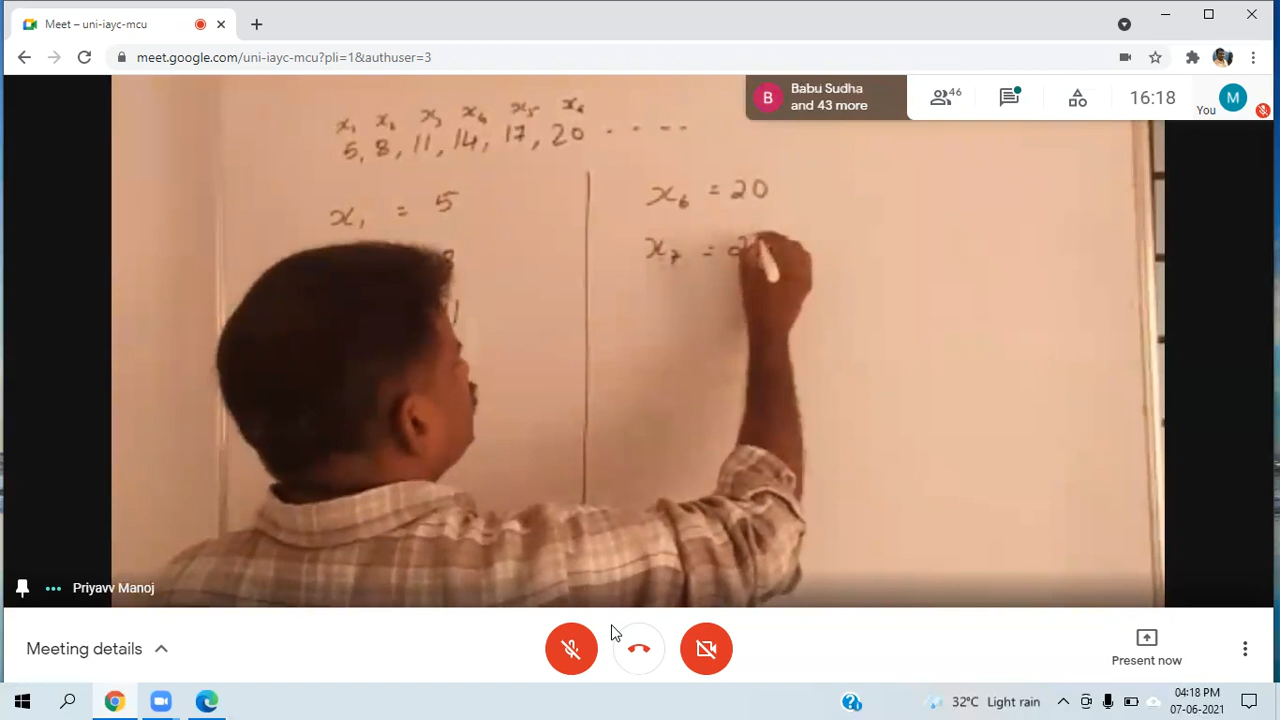 Meet – uni-iayc-mcu
meet.google.com/uni-iayc-mcu?pli=1&authuser=3
B
Babu Sudha
and 43 more
46
16:18
You
M
x₁ x₂ x₃ x₄ x₅ x₆
5, 8, 11, 14, 17, 20 . - - -
x₁ = 5
8
x₆ = 20
x₇ = 2
Priyavv Manoj
Meeting details
Present now
32°C Light rain
04:18 PM
07-06-2021